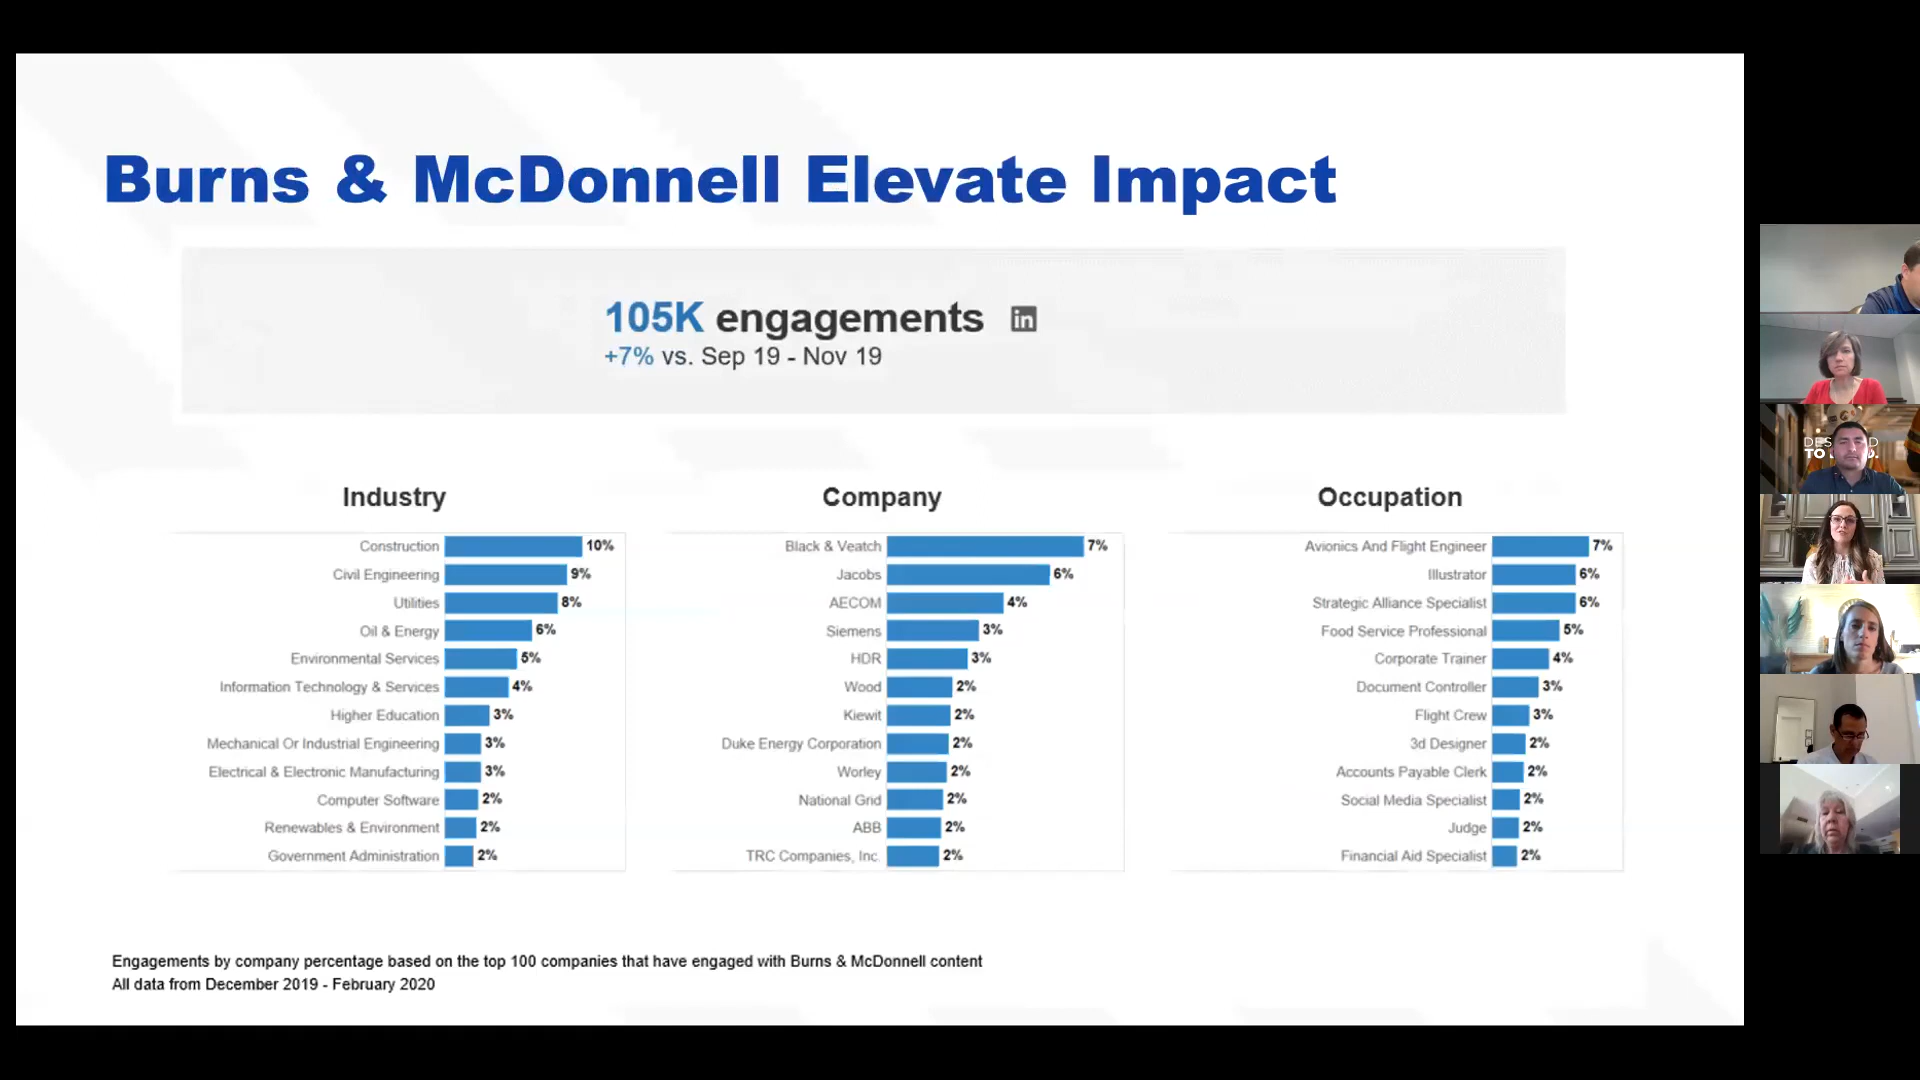 Burns & McDonnell Elevate Impact
105K engagements in
+7% vs. Sep 19 - Nov 19
Industry
Construction 10%
Civil Engineering 9%
Utilities 8%
Oil & Energy 6%
Environmental Services 5%
Information Technology & Services 4%
Higher Education 3%
Mechanical Or Industrial Engineering 3%
Electrical & Electronic Manufacturing 3%
Computer Software 2%
Renewables & Environment 2%
Government Administration 2%
Company
Black & Veatch 7%
Jacobs 6%
AECOM 4%
Siemens 3%
HDR 3%
Wood 2%
Kiewit 2%
Duke Energy Corporation 2%
Worley 2%
National Grid 2%
ABB 2%
TRC Companies, Inc. 2%
Occupation
Avionics And Flight Engineer 7%
Illustrator 6%
Strategic Alliance Specialist 6%
Food Service Professional 5%
Corporate Trainer 4%
Document Controller 3%
Flight Crew 3%
3d Designer 2%
Accounts Payable Clerk 2%
Social Media Specialist 2%
Judge 2%
Financial Aid Specialist 2%
Engagements by company percentage based on the top 100 companies that have engaged with Burns & McDonnell content
All data from December 2019 - February 2020
TO